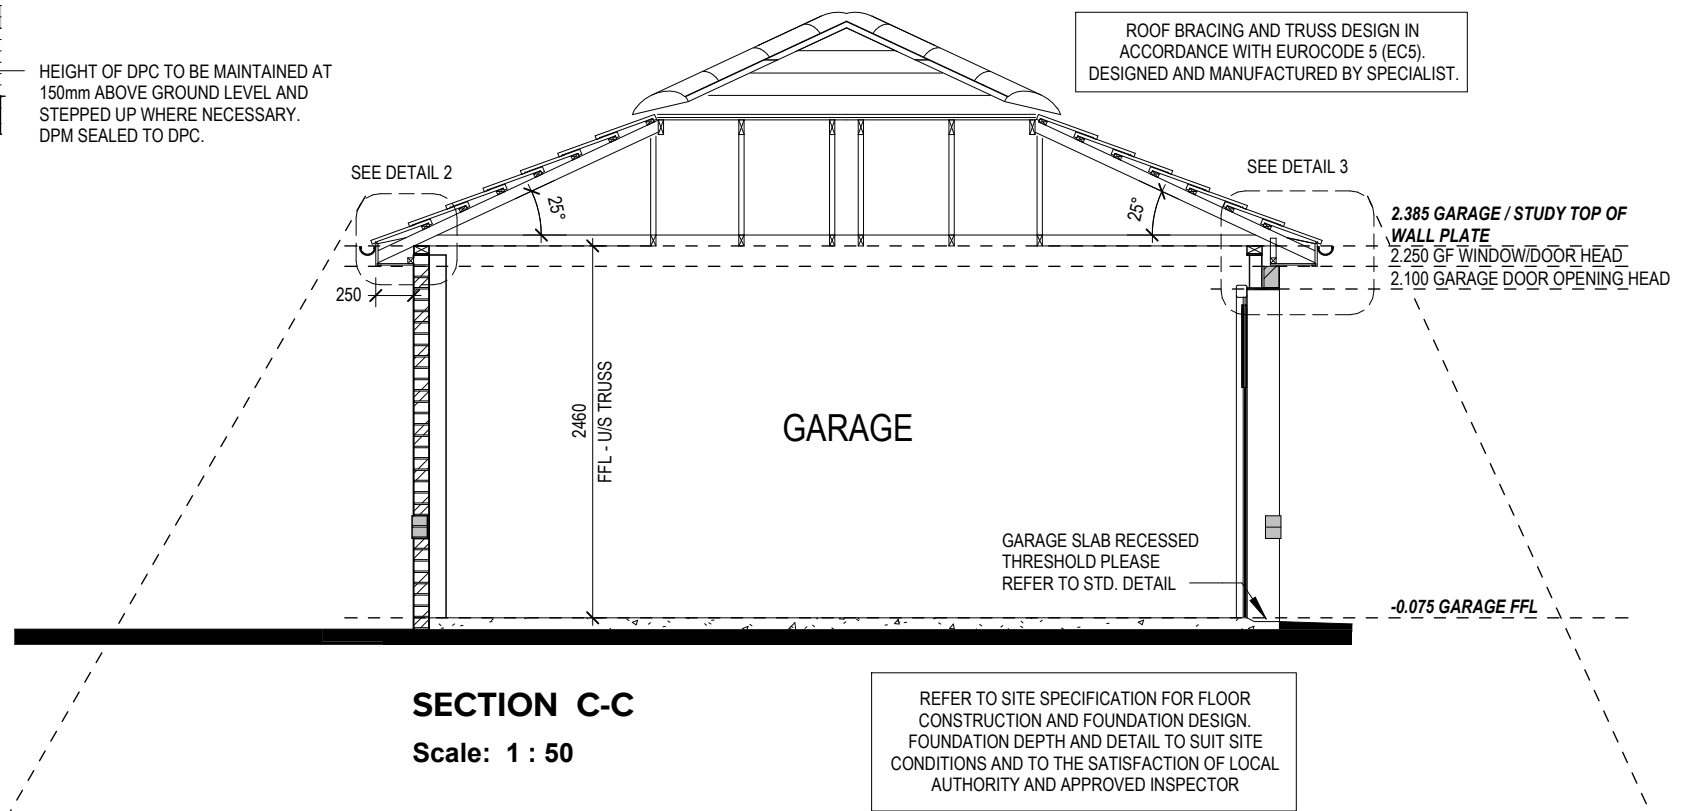 ROOF BRACING AND TRUSS DESIGN IN
ACCORDANCE WITH EUROCODE 5 (EC5).
DESIGNED AND MANUFACTURED BY SPECIALIST.
HEIGHT OF DPC TO BE MAINTAINED AT
150mm ABOVE GROUND LEVEL AND
STEPPED UP WHERE NECESSARY.
DPM SEALED TO DPC.
SEE DETAIL 2
SEE DETAIL 3
25°
25°
2.385 GARAGE / STUDY TOP OF
WALL PLATE
2.250 GF WINDOW/DOOR HEAD
2.100 GARAGE DOOR OPENING HEAD
250
2460
FFL - U/S TRUSS
GARAGE
GARAGE SLAB RECESSED
THRESHOLD PLEASE
REFER TO STD. DETAIL
-0.075 GARAGE FFL
SECTION C-C
Scale: 1 : 50
REFER TO SITE SPECIFICATION FOR FLOOR
CONSTRUCTION AND FOUNDATION DESIGN.
FOUNDATION DEPTH AND DETAIL TO SUIT SITE
CONDITIONS AND TO THE SATISFACTION OF LOCAL
AUTHORITY AND APPROVED INSPECTOR